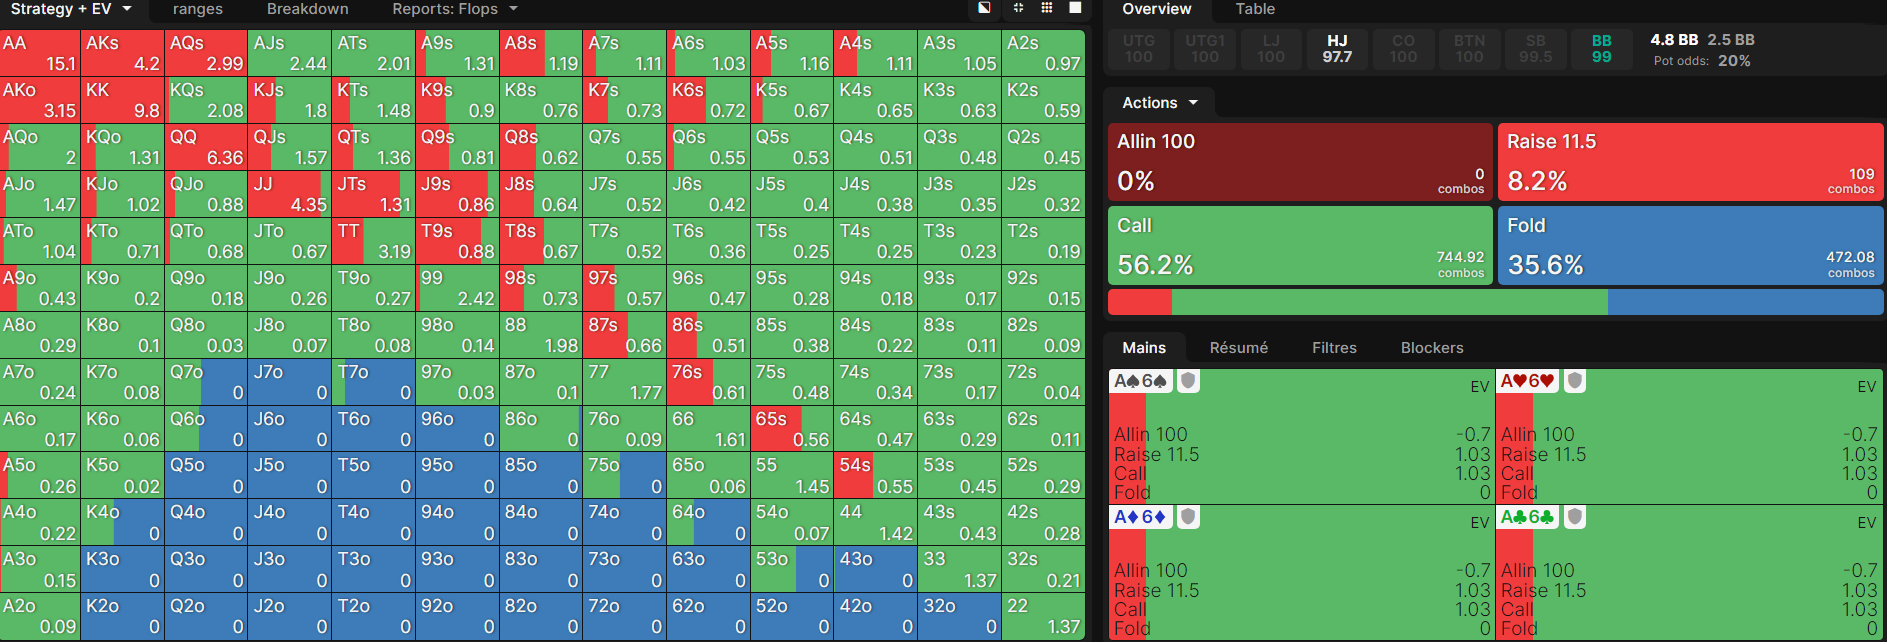 Strategy + EV ranges Breakdown Reports: Flops
AA 15.1 AKs 4.2 AQs 2.99 AJs 2.44 ATs 2.01 A9s 1.31 A8s 1.19 A7s 1.11 A6s 1.03 A5s 1.16 A4s 1.11 A3s 1.05 A2s 0.97
AKo 3.15 KK 9.8 KQs 2.08 KJs 1.8 KTs 1.48 K9s 0.9 K8s 0.76 K7s 0.73 K6s 0.72 K5s 0.67 K4s 0.65 K3s 0.63 K2s 0.59
AQo 2 KQo 1.31 QQ 6.36 QJs 1.57 QTs 1.36 Q9s 0.81 Q8s 0.62 Q7s 0.55 Q6s 0.55 Q5s 0.53 Q4s 0.51 Q3s 0.48 Q2s 0.45
AJo 1.47 KJo 1.02 QJo 0.88 JJ 4.35 JTs 1.31 J9s 0.86 J8s 0.64 J7s 0.52 J6s 0.42 J5s 0.4 J4s 0.38 J3s 0.35 J2s 0.32
ATo 1.04 KTo 0.71 QTo 0.68 JTo 0.67 TT 3.19 T9s 0.88 T8s 0.67 T7s 0.52 T6s 0.36 T5s 0.25 T4s 0.25 T3s 0.23 T2s 0.19
A9o 0.43 K9o 0.2 Q9o 0.18 J9o 0.26 T9o 0.27 99 2.42 98s 0.73 97s 0.57 96s 0.47 95s 0.28 94s 0.18 93s 0.17 92s 0.15
A8o 0.29 K8o 0.1 Q8o 0.03 J8o 0.07 T8o 0.08 98o 0.14 88 1.98 87s 0.66 86s 0.51 85s 0.38 84s 0.22 83s 0.11 82s 0.09
A7o 0.24 K7o 0.08 Q7o 0 J7o 0 T7o 0 97o 0.03 87o 0.1 77 1.77 76s 0.61 75s 0.48 74s 0.34 73s 0.17 72s 0.04
A6o 0.17 K6o 0.06 Q6o 0 J6o 0 T6o 0 96o 0 86o 0 76o 0.09 66 1.61 65s 0.56 64s 0.47 63s 0.29 62s 0.11
A5o 0.26 K5o 0.02 Q5o 0 J5o 0 T5o 0 95o 0 85o 0 75o 0 65o 0.06 55 1.45 54s 0.55 53s 0.45 52s 0.29
A4o 0.22 K4o 0 Q4o 0 J4o 0 T4o 0 94o 0 84o 0 74o 0 64o 0 54o 0.07 44 1.42 43s 0.43 42s 0.28
A3o 0.15 K3o 0 Q3o 0 J3o 0 T3o 0 93o 0 83o 0 73o 0 63o 0 53o 0 43o 0 33 1.37 32s 0.21
A2o 0.09 K2o 0 Q2o 0 J2o 0 T2o 0 92o 0 82o 0 72o 0 62o 0 52o 0 42o 0 32o 0 22 1.37
Overview Table
UTG 100 UTG1 100 LJ 100 HJ 97.7 CO 100 BTN 100 SB 99.5 BB 99
4.8 BB 2.5 BB
Pot odds: 20%
Actions
Allin 100
0% 0 combos
Raise 11.5
8.2% 109 combos
Call
56.2% 744.92 combos
Fold
35.6% 472.08 combos
Mains Résumé Filtres Blockers
A♠6♠ EV
Allin 100 -0.7
Raise 11.5 1.03
Call 1.03
Fold 0
A♥6♥ EV
Allin 100 -0.7
Raise 11.5 1.03
Call 1.03
Fold 0
A♦6♦ EV
Allin 100 -0.7
Raise 11.5 1.03
Call 1.03
Fold 0
A♣6♣ EV
Allin 100 -0.7
Raise 11.5 1.03
Call 1.03
Fold 0